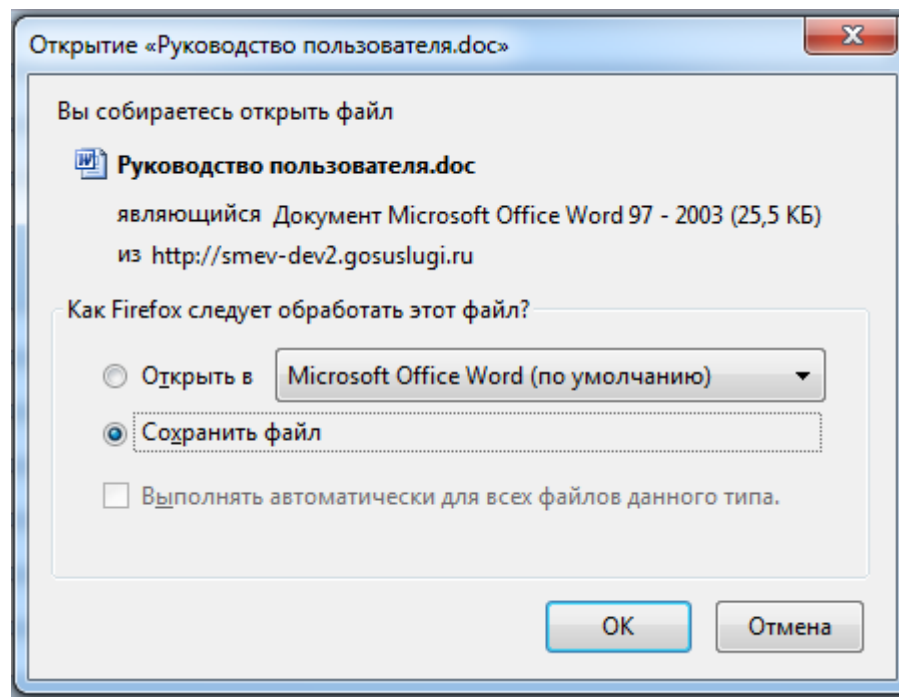 Открытие «Руководство пользователя.doc»
Вы собираетесь открыть файл
Руководство пользователя.doc
являющийся Документ Microsoft Office Word 97 - 2003 (25,5 КБ)
из http://smev-dev2.gosuslugi.ru
Как Firefox следует обработать этот файл?
Открыть в Microsoft Office Word (по умолчанию)
Сохранить файл
Выполнять автоматически для всех файлов данного типа.
ОК Отмена